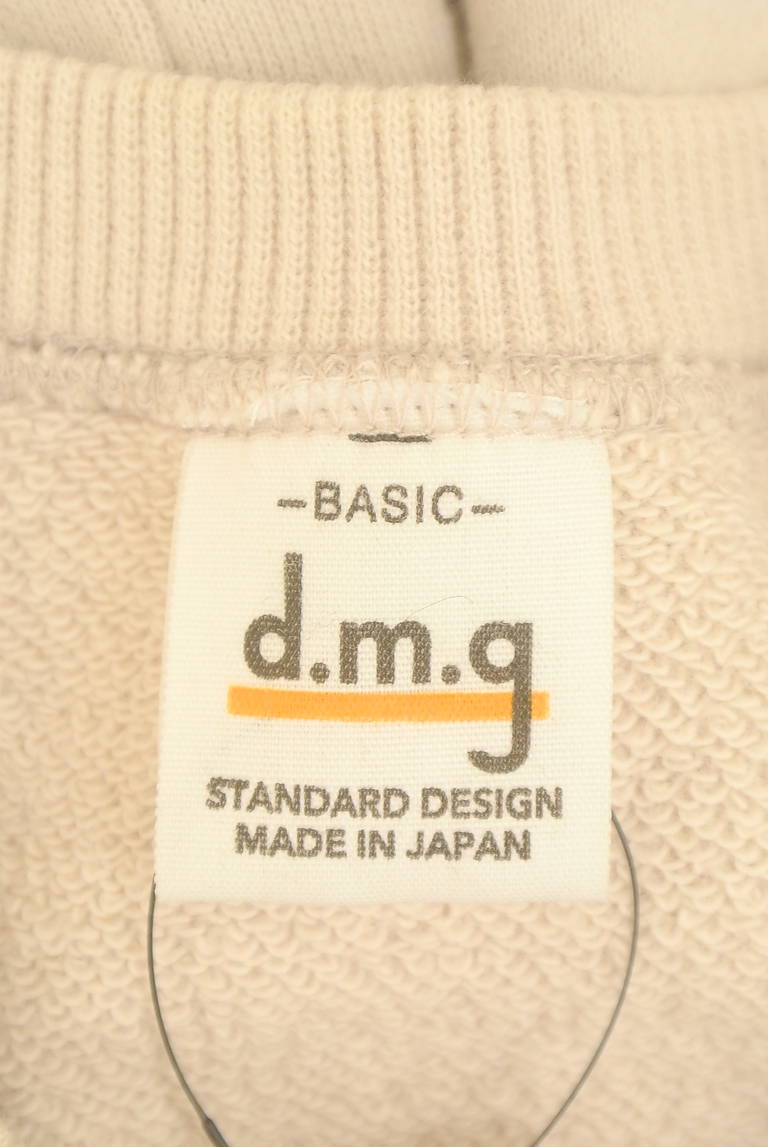 -BASIC-
d.m.g
STANDARD DESIGN
MADE IN JAPAN